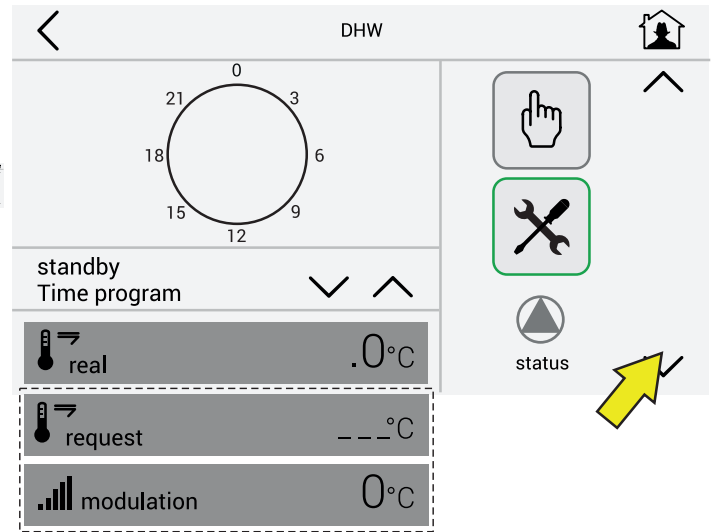 DHW
0
21
3
18
6
15
9
12
standby
Time program
real
.0°C
status
request
_ _ _°C
modulation
0°C